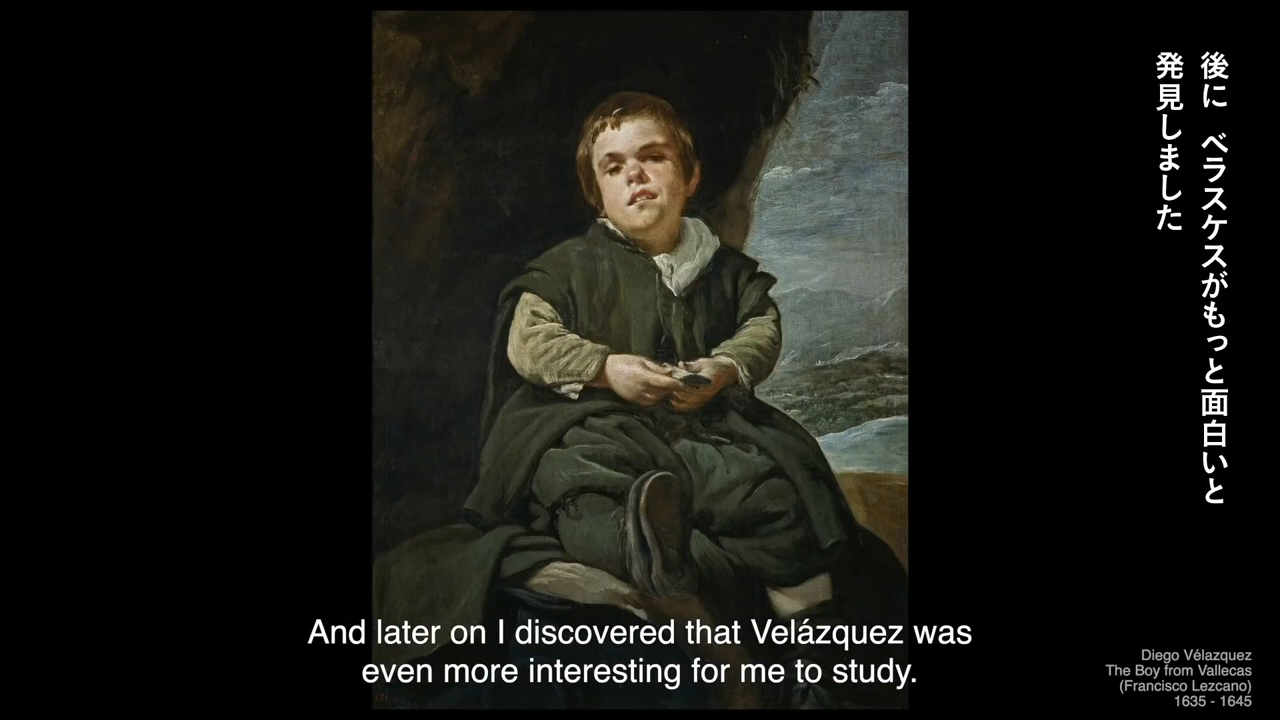 後に ベラスケスがもっと面白いと
発見しました
And later on I discovered that Velázquez was
even more interesting for me to study.
Diego Vélazquez
The Boy from Vallecas
(Francisco Lezcano)
1635 - 1645